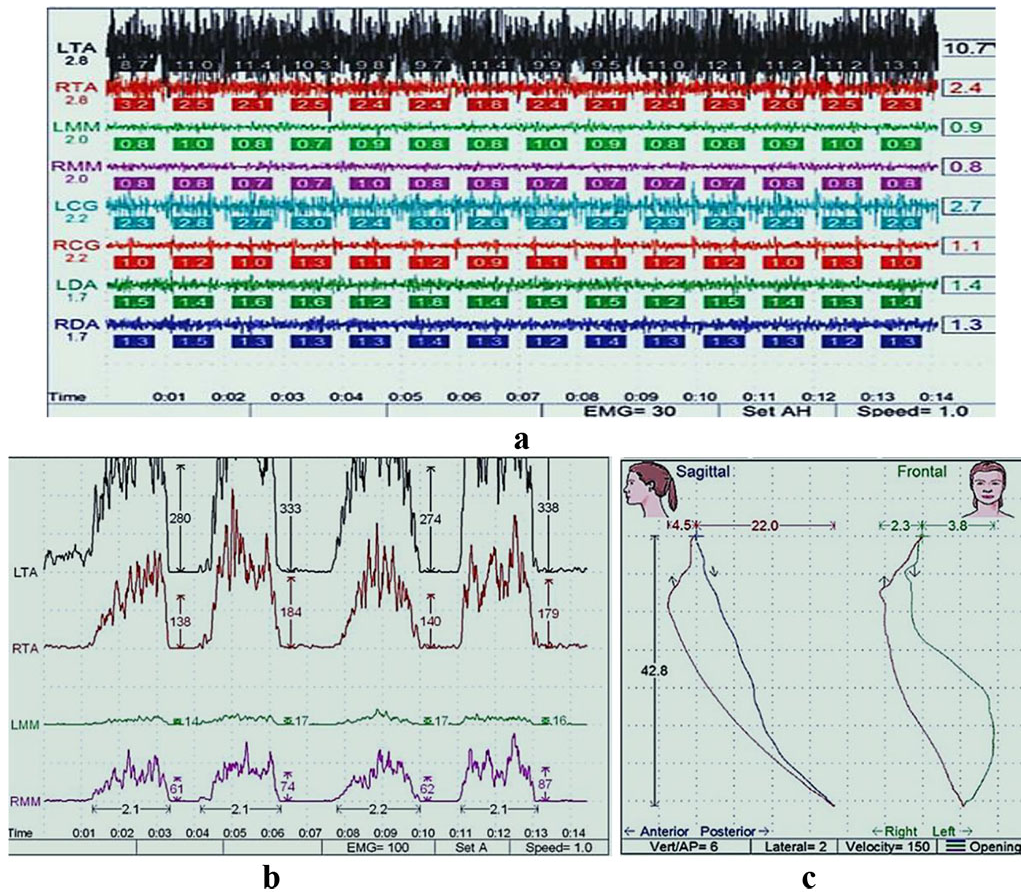 LTA 8.7 11.0 11.4 10.3 9.8 9.7 11.4 9.9 9.5 11.0 12.1 11.2 11.2 13.1 10.7
2.8
RTA 2.4
2.8 3.2 2.5 2.1 2.5 2.4 2.4 1.8 2.4 2.1 2.4 2.3 2.6 2.5 2.3
LMM 0.9
2.0 0.8 1.0 0.8 0.7 0.9 0.8 0.8 1.0 0.9 0.8 0.9 0.9 1.0 0.9
RMM 0.8
2.0 0.8 0.8 0.7 0.7 1.0 0.8 0.8 0.7 0.7 0.7 0.7 0.8 0.8 0.8
LCG 2.7
2.2 2.3 2.8 2.7 3.0 2.4 3.0 2.6 2.9 2.5 2.9 2.8 2.4 2.5
RCG 1.1
2.2 1.0 1.2 1.0 1.3 1.1 1.2 0.9 1.1 1.1 1.2 1.2 1.0 1.3 1.0
LDA 1.4
1.7 1.5 1.4 1.6 1.6 1.2 1.8 1.4 1.5 1.5 1.2 1.5 1.4 1.3 1.4
RDA 1.3
1.7 1.3 1.5 1.3 1.3 1.3 1.4 1.3 1.2 1.4 1.3 1.3 1.3 1.2 1.3
Time 0:01 0:02 0:03 0:04 0:05 0:06 0:07 0:08 0:09 0:10 0:11 0:12 0:13 0:14
EMG= 30 Set AH Speed= 1.0
a
280 333 274 338
LTA
138 184 140 179
RTA
LMM 14 17 17 16
61 74 62 87
RMM
2.1 2.1 2.2 2.1
Time 0:01 0:02 0:03 0:04 0:05 0:06 0:07 0:08 0:09 0:10 0:11 0:12 0:13 0:14
EMG= 100 Set A Speed= 1.0
b
Sagittal Frontal
4.5 22.0 2.3 3.8
42.8
Anterior Posterior Right Left
Vert/AP= 6 Lateral= 2 Velocity= 150 Opening
c